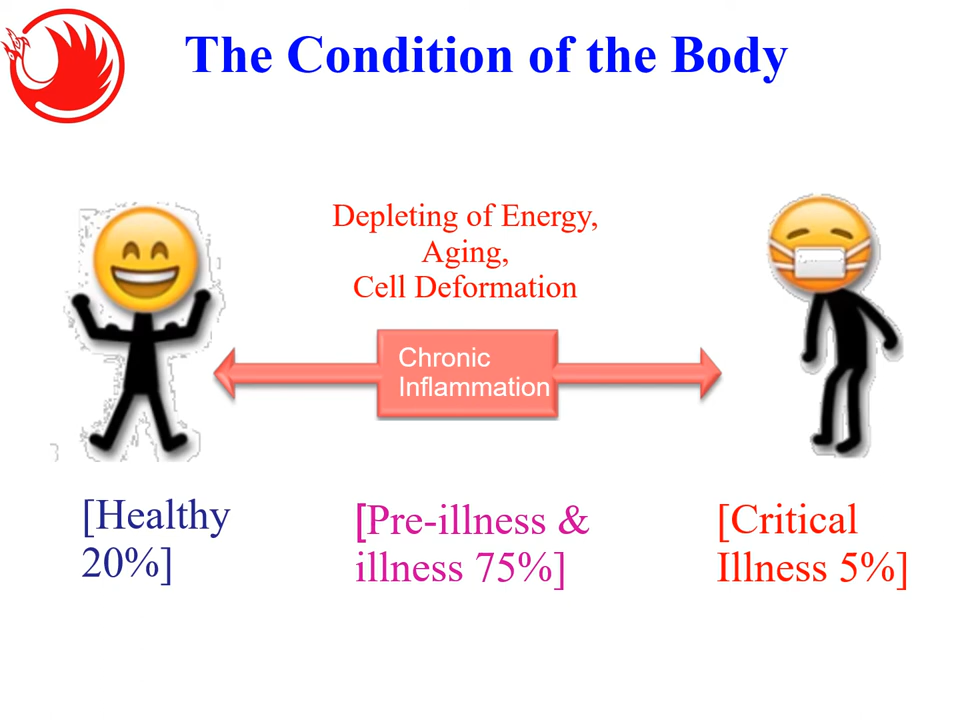 The Condition of the Body
Depleting of Energy,
Aging,
Cell Deformation
Chronic
Inflammation
[Healthy
20%]
[Pre-illness &
illness 75%]
[Critical
Illness 5%]